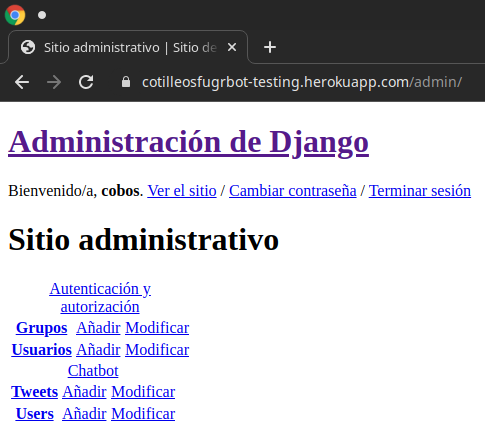 Sitio administrativo | Sitio de
cotilleosfugrbot-testing.herokuapp.com/admin/
Administración de Django
Bienvenido/a, cobos. Ver el sitio / Cambiar contraseña / Terminar sesión
Sitio administrativo
Autenticación y
autorización
Grupos Añadir Modificar
Usuarios Añadir Modificar
Chatbot
Tweets Añadir Modificar
Users Añadir Modificar